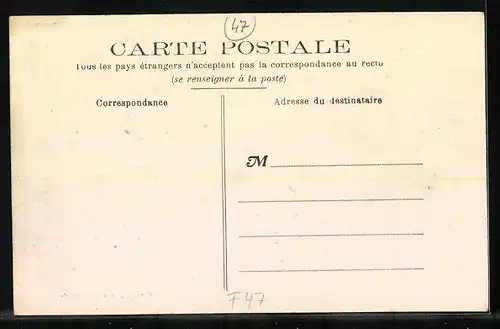 47
CARTE POSTALE
Tous les pays étrangers n'acceptent pas la correspondance au recto
(se renseigner à la poste)
Correspondance
Adresse du destinataire
M
F47